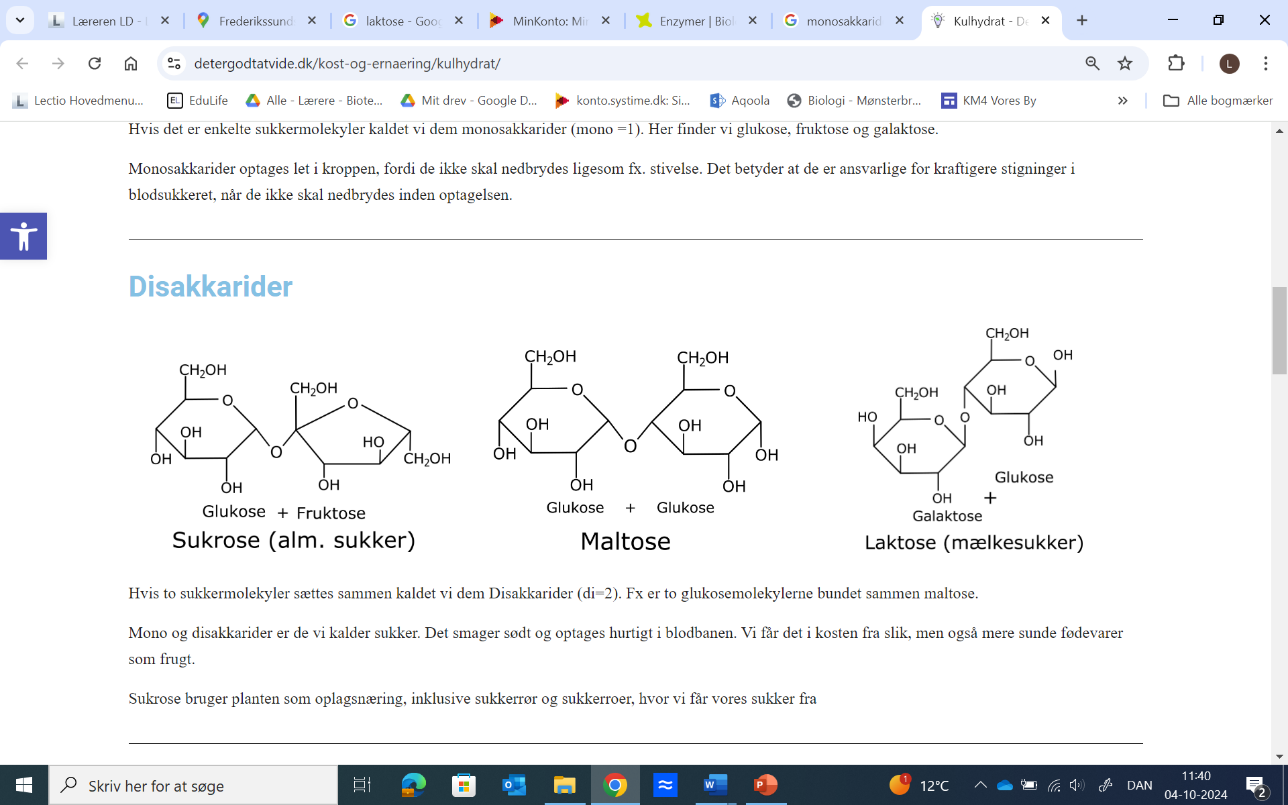 Læreren LD - 
Frederikssund
laktose - Goo
MinKonto: Mi
Enzymer | Biol
monosakkarid
Kulhydrat - De
detergodtatvide.dk/kost-og-ernaering/kulhydrat/
L
L Lectio Hovedmenu...
EL EduLife
Alle - Lærere - Biote...
Mit drev - Google D...
konto.systime.dk: Si...
Aqoola
Biologi - Mønsterbr...
KM4 Vores By
»
Alle bogmærker
Hvis det er enkelte sukkermolekyler kaldet vi dem monosakkarider (mono =1). Her finder vi glukose, fruktose og galaktose.
Monosakkarider optages let i kroppen, fordi de ikke skal nedbrydes ligesom fx. stivelse. Det betyder at de er ansvarlige for kraftigere stigninger i
blodsukkeret, når de ikke skal nedbrydes inden optagelsen.
Disakkarider
CH₂OH
CH₂OH
O
O
OH
HO
OH
O
CH₂OH
OH
OH
Glukose + Fruktose
Sukrose (alm. sukker)
CH₂OH
CH₂OH
O
O
OH
OH
OH
O
OH
OH
OH
Glukose + Glukose
Maltose
CH₂OH
O
OH
CH₂OH
OH
HO
O
O
OH
OH
OH
Glukose
+
Galaktose
Laktose (mælkesukker)
Hvis to sukkermolekyler sættes sammen kaldet vi dem Disakkarider (di=2). Fx er to glukosemolekylerne bundet sammen maltose.
Mono og disakkarider er de vi kalder sukker. Det smager sødt og optages hurtigt i blodbanen. Vi får det i kosten fra slik, men også mere sunde fødevarer
som frugt.
Sukrose bruger planten som oplagsnæring, inklusive sukkerrør og sukkerroer, hvor vi får vores sukker fra
Skriv her for at søge
1
12°C
DAN
11:40
04-10-2024
2